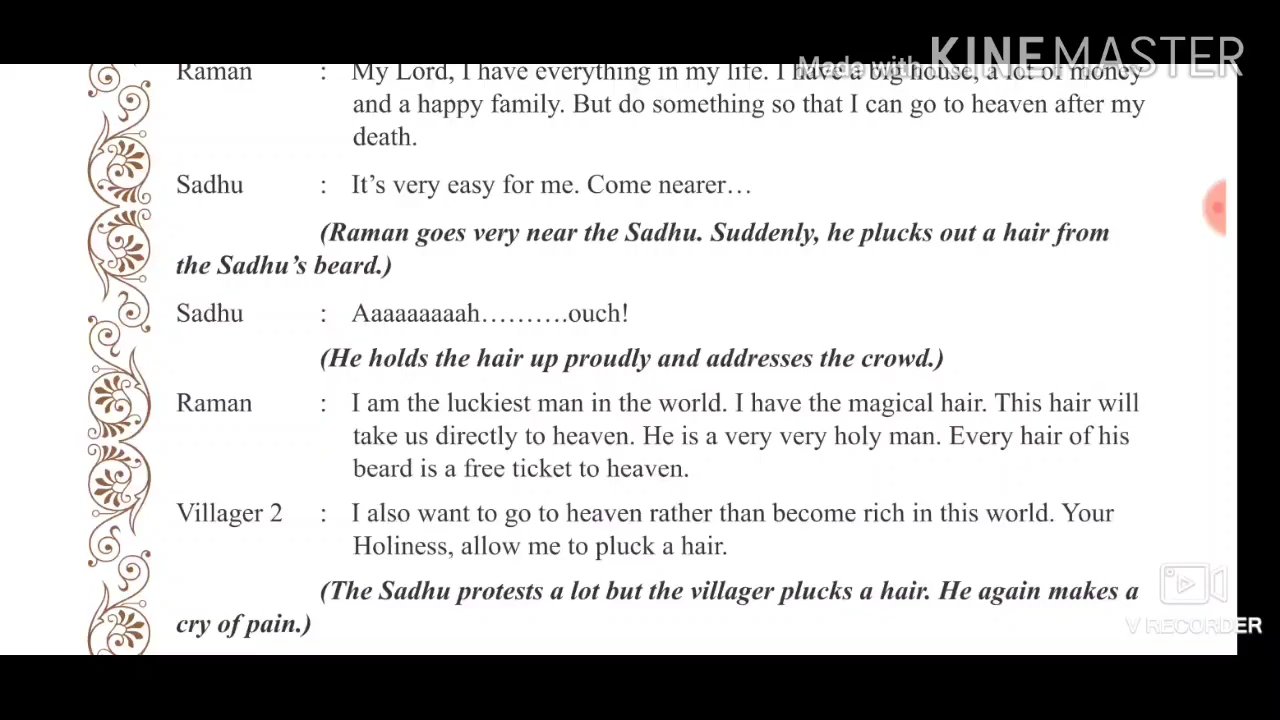 Made with KINEMASTER
Raman : My Lord, I have everything in my life. I have a big house, a lot of money
and a happy family. But do something so that I can go to heaven after my
death.
Sadhu : It’s very easy for me. Come nearer…
(Raman goes very near the Sadhu. Suddenly, he plucks out a hair from
the Sadhu’s beard.)
Sadhu : Aaaaaaaaah……….ouch!
(He holds the hair up proudly and addresses the crowd.)
Raman : I am the luckiest man in the world. I have the magical hair. This hair will
take us directly to heaven. He is a very very holy man. Every hair of his
beard is a free ticket to heaven.
Villager 2 : I also want to go to heaven rather than become rich in this world. Your
Holiness, allow me to pluck a hair.
(The Sadhu protests a lot but the villager plucks a hair. He again makes a
cry of pain.)
V RECORDER